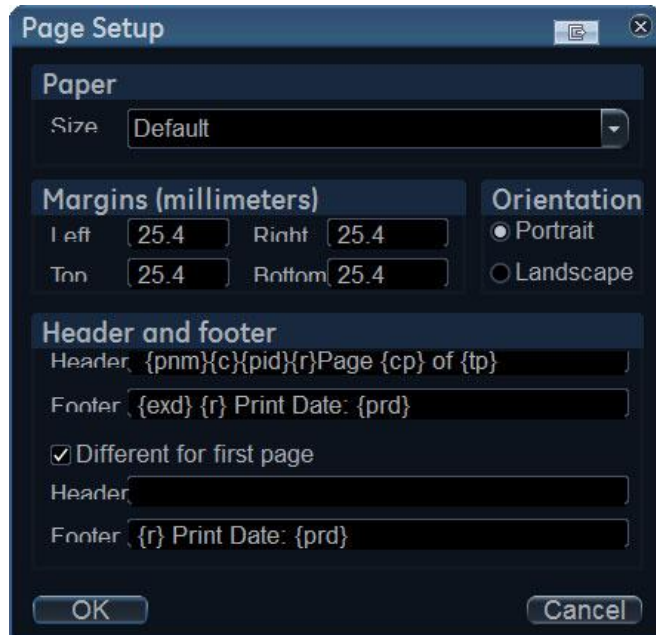 Page Setup
Paper
Size Default
Margins (millimeters) Orientation
Left 25.4 Right 25.4 Portrait
Top 25.4 Bottom 25.4 Landscape
Header and footer
Header {pnm}{c}{pid}{r}Page {cp} of {tp}
Footer {exd} {r} Print Date: {prd}
Different for first page
Header
Footer {r} Print Date: {prd}
OK Cancel